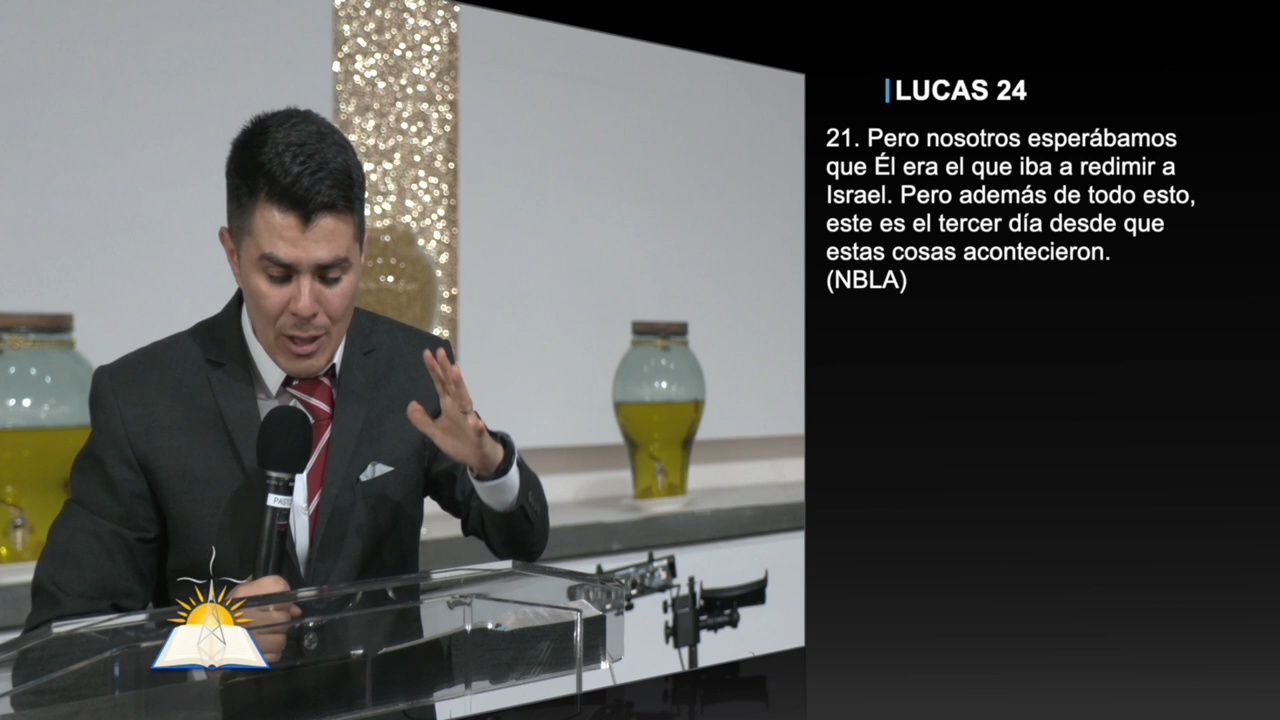 LUCAS 24
21. Pero nosotros esperábamos
que Él era el que iba a redimir a
Israel. Pero además de todo esto,
este es el tercer día desde que
estas cosas acontecieron.
(NBLA)